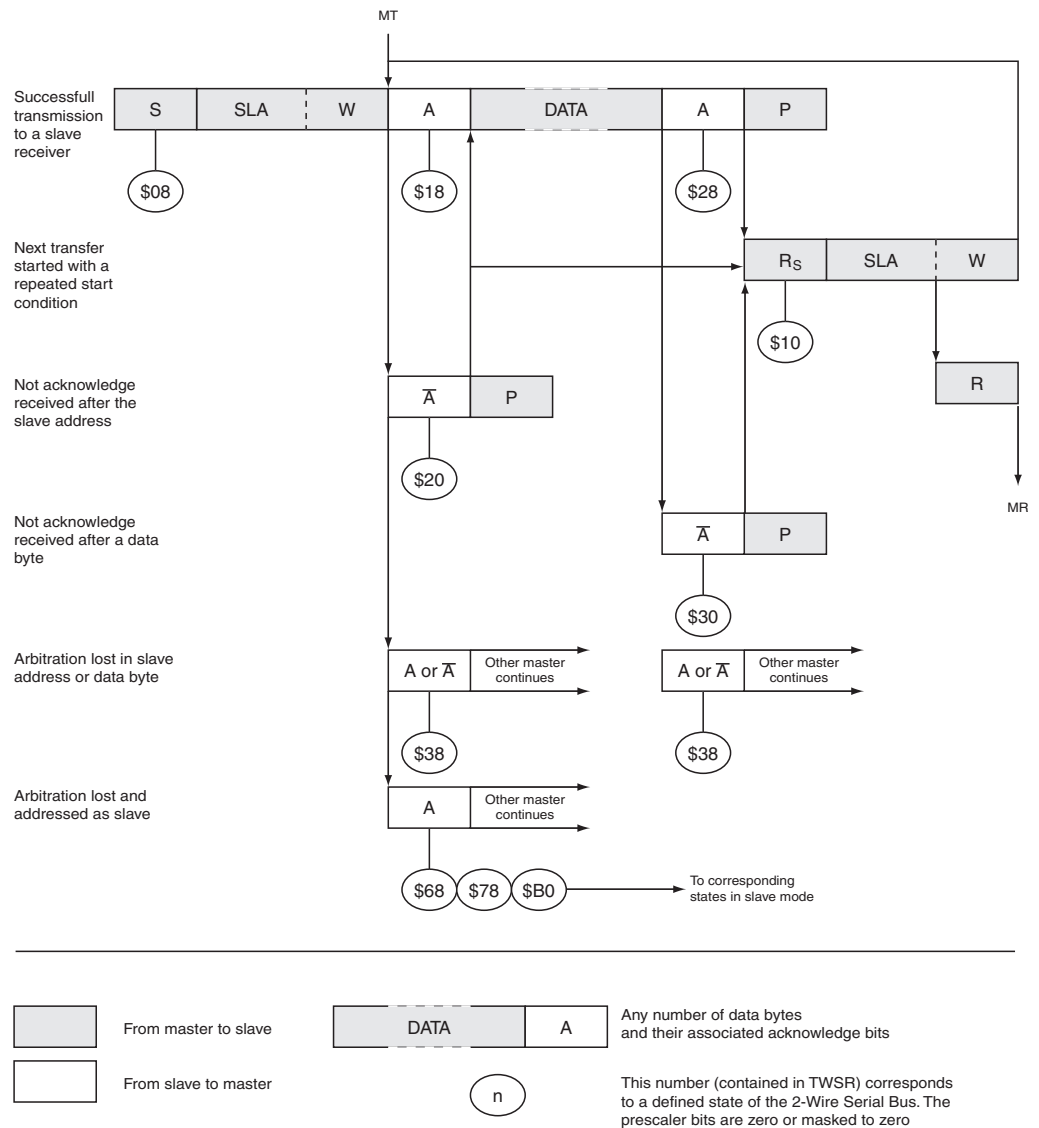 MT
Successfull
transmission
to a slave
receiver
S SLA W A DATA A P
$08 $18 $28
Next transfer
started with a
repeated start
condition
RS SLA W
$10
Not acknowledge
received after the
slave address
A̅ P
R
$20
MR
Not acknowledge
received after a data
byte
A̅ P
$30
Arbitration lost in slave
address or data byte
A or A̅ Other master
continues
A or A̅ Other master
continues
$38 $38
Arbitration lost and
addressed as slave
A Other master
continues
$68 $78 $B0
To corresponding
states in slave mode
From master to slave
DATA A
Any number of data bytes
and their associated acknowledge bits
From slave to master
n
This number (contained in TWSR) corresponds
to a defined state of the 2-Wire Serial Bus. The
prescaler bits are zero or masked to zero